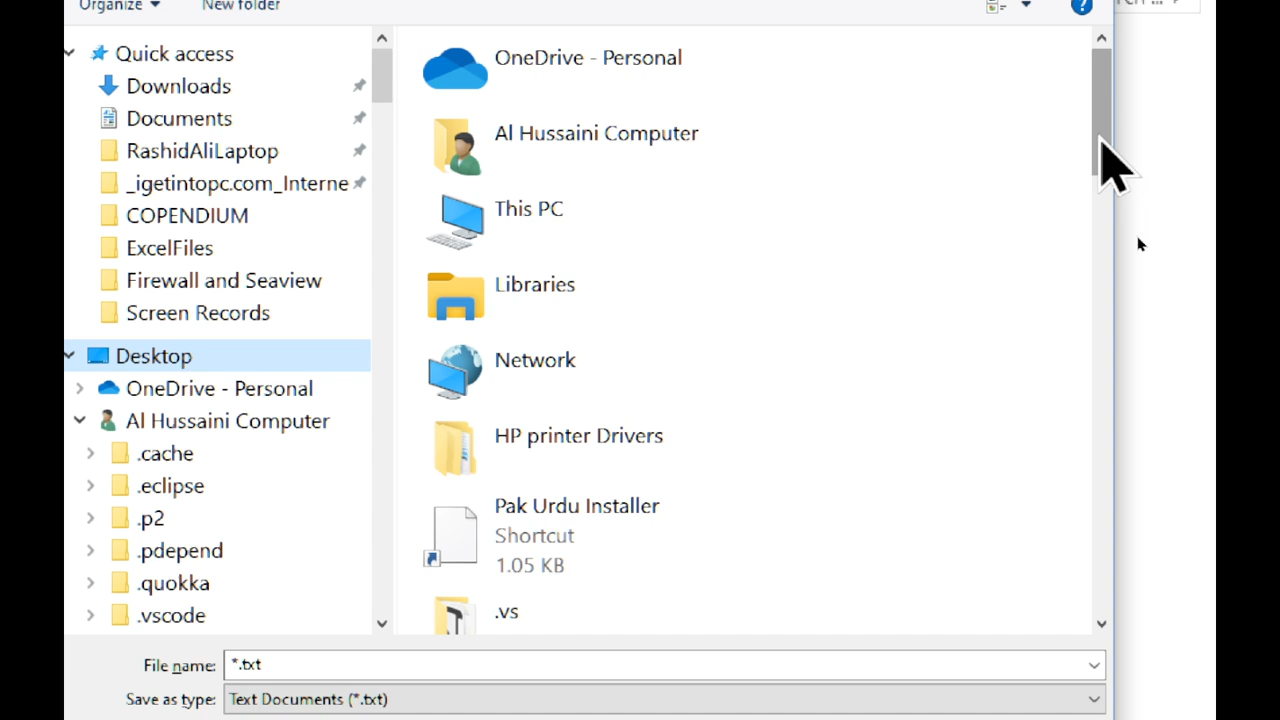 Organize
New folder
Quick access
Downloads
Documents
RashidAliLaptop
_igetintopc.com_Interne
COPENDIUM
ExcelFiles
Firewall and Seaview
Screen Records
Desktop
OneDrive - Personal
Al Hussaini Computer
.cache
.eclipse
.p2
.pdepend
.quokka
.vscode
OneDrive - Personal
Al Hussaini Computer
This PC
Libraries
Network
HP printer Drivers
Pak Urdu Installer
Shortcut
1.05 KB
.vs
File name: *.txt
Save as type: Text Documents (*.txt)